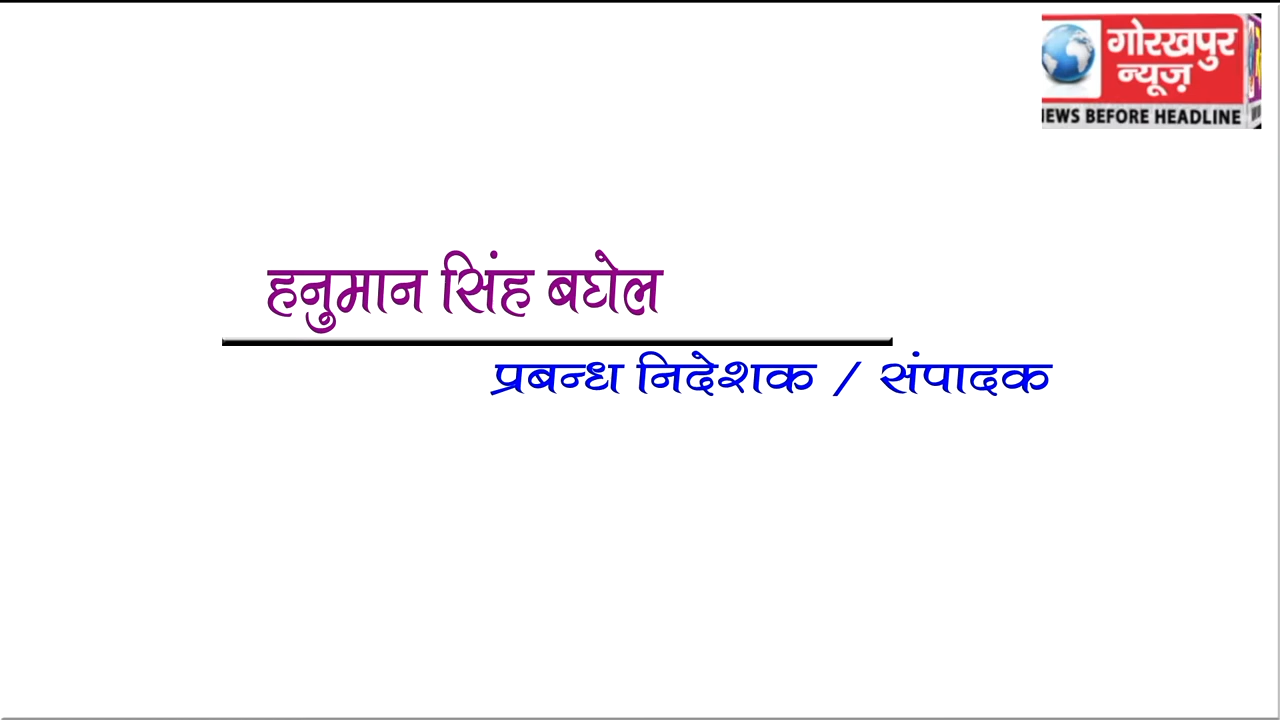 गोरखपुर
न्यूज़
NEWS BEFORE HEADLINE
हनुमान सिंह बघेल
प्रबन्ध निदेशक / संपादक